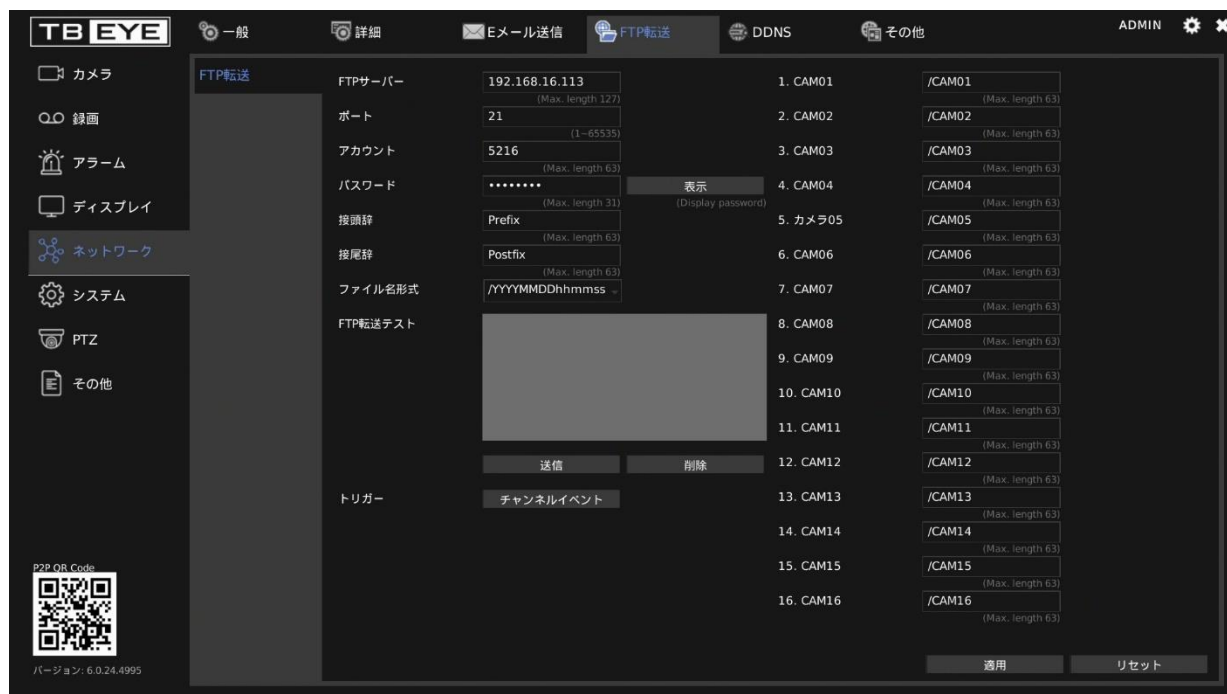 TB EYE
一般
詳細
Eメール送信
FTP転送
DDNS
その他
ADMIN
カメラ
録画
アラーム
ディスプレイ
ネットワーク
システム
PTZ
その他
P2P QR Code
バージョン: 6.0.24.4995
FTP転送
FTPサーバー 192.168.16.113
(Max. length 127)
ポート 21
(1~65535)
アカウント 5216
(Max. length 63)
パスワード •••••••• 表示
(Max. length 31) (Display password)
接頭辞 Prefix
(Max. length 63)
接尾辞 Postfix
(Max. length 63)
ファイル名形式 /YYYYMMDDhhmmss
FTP転送テスト
送信 削除
トリガー チャンネルイベント
1. CAM01 /CAM01
(Max. length 63)
2. CAM02 /CAM02
(Max. length 63)
3. CAM03 /CAM03
(Max. length 63)
4. CAM04 /CAM04
(Max. length 63)
5. カメラ05 /CAM05
(Max. length 63)
6. CAM06 /CAM06
(Max. length 63)
7. CAM07 /CAM07
(Max. length 63)
8. CAM08 /CAM08
(Max. length 63)
9. CAM09 /CAM09
(Max. length 63)
10. CAM10 /CAM10
(Max. length 63)
11. CAM11 /CAM11
(Max. length 63)
12. CAM12 /CAM12
(Max. length 63)
13. CAM13 /CAM13
(Max. length 63)
14. CAM14 /CAM14
(Max. length 63)
15. CAM15 /CAM15
(Max. length 63)
16. CAM16 /CAM16
(Max. length 63)
適用 リセット